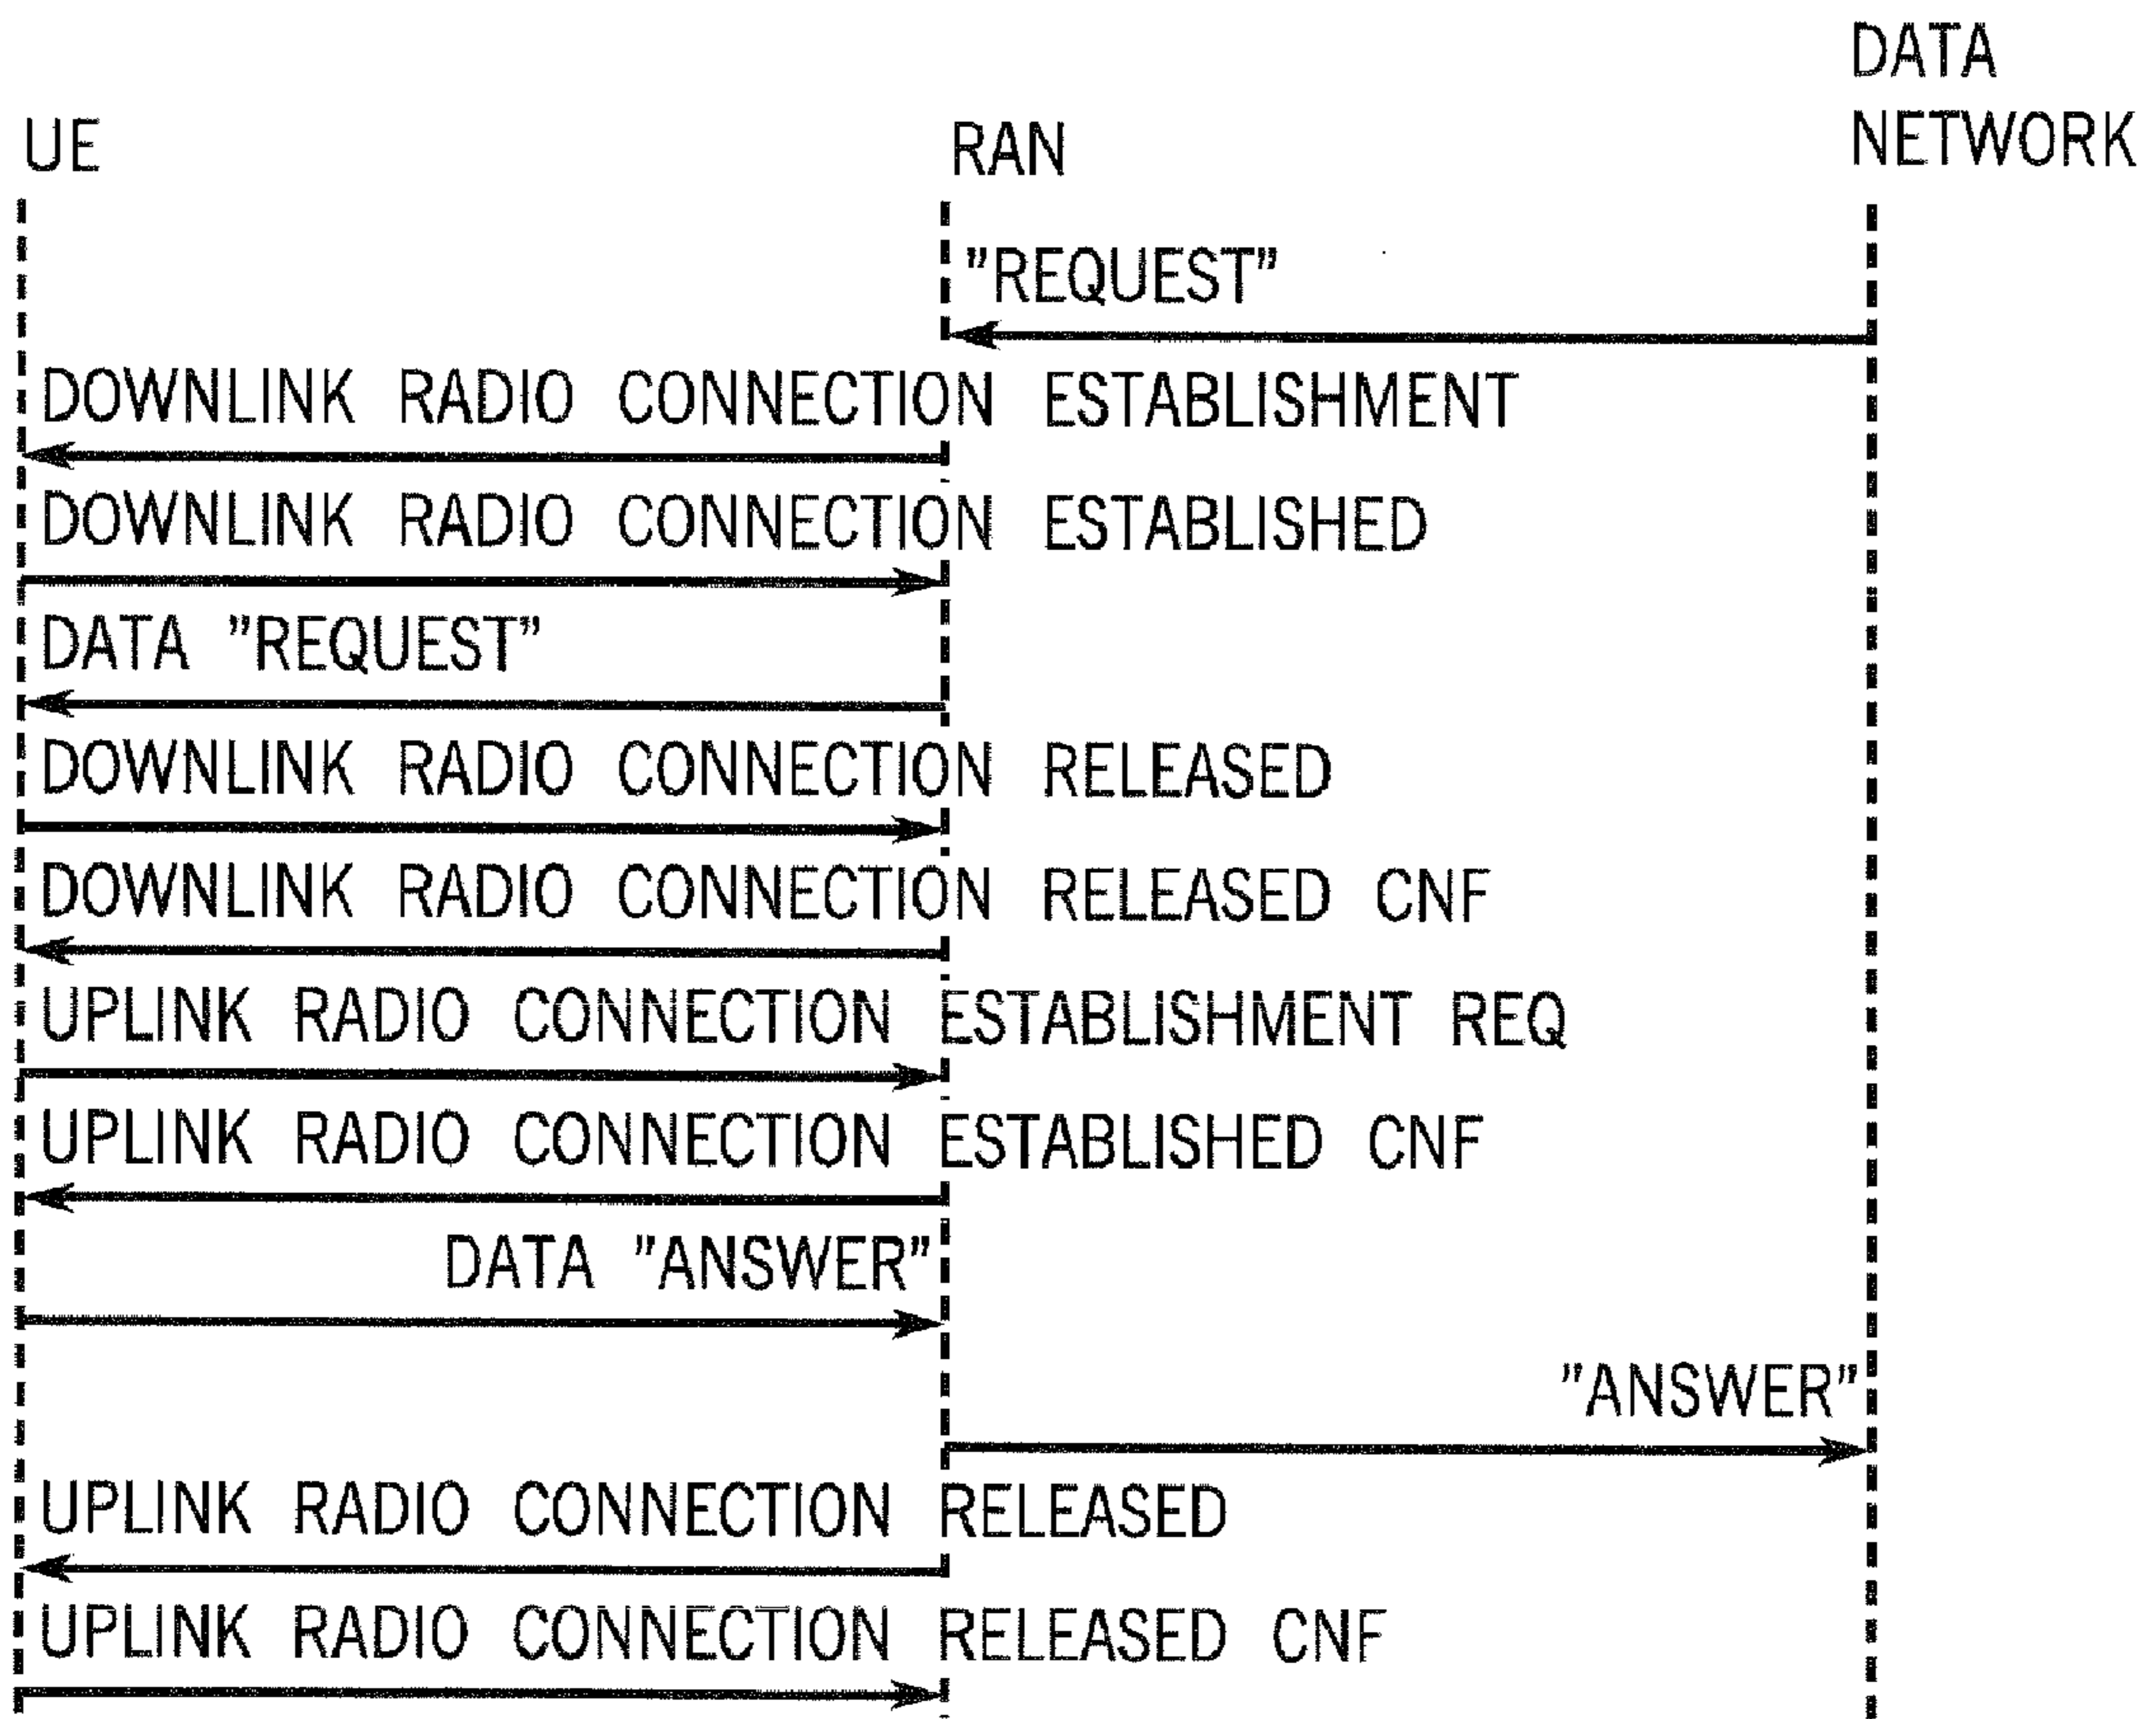 DATA
UE RAN NETWORK
"REQUEST"
DOWNLINK RADIO CONNECTION ESTABLISHMENT
DOWNLINK RADIO CONNECTION ESTABLISHED
DATA "REQUEST"
DOWNLINK RADIO CONNECTION RELEASED
DOWNLINK RADIO CONNECTION RELEASED CNF
UPLINK RADIO CONNECTION ESTABLISHMENT REQ
UPLINK RADIO CONNECTION ESTABLISHED CNF
DATA "ANSWER"
"ANSWER"
UPLINK RADIO CONNECTION RELEASED
UPLINK RADIO CONNECTION RELEASED CNF